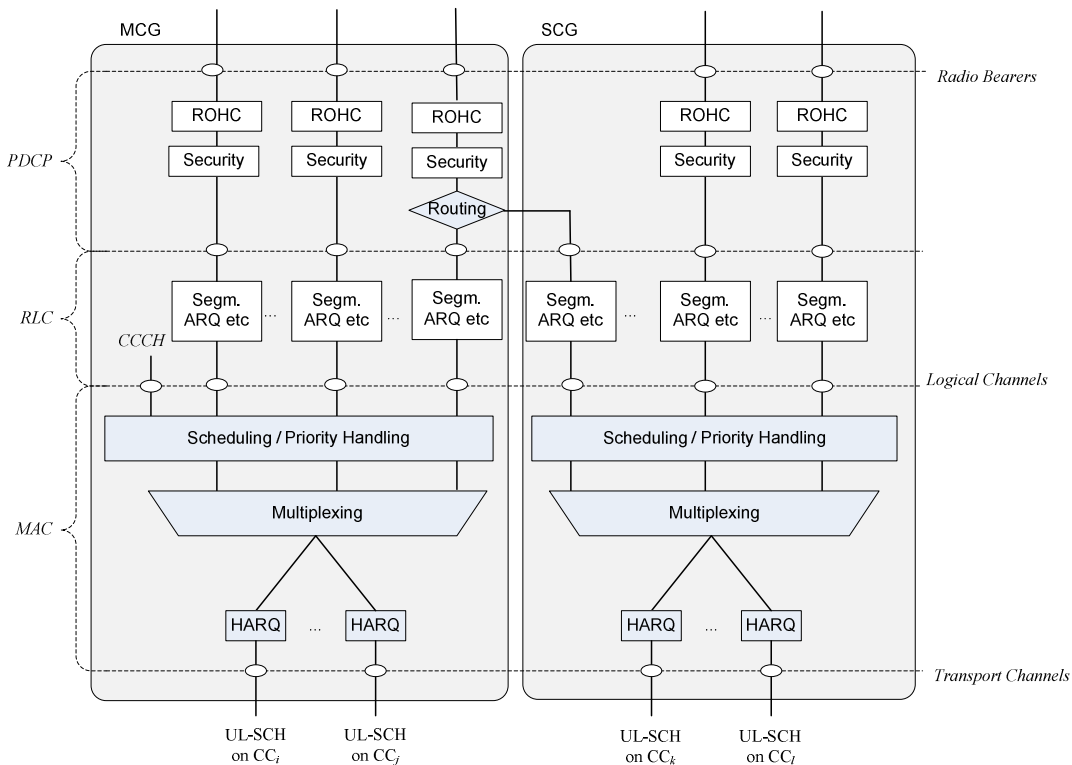 MCG
SCG
Radio Bearers
ROHC
ROHC
ROHC
ROHC
ROHC
PDCP
Security
Security
Security
Security
Security
Routing
RLC
Segm.
ARQ etc
...
Segm.
ARQ etc
...
Segm.
ARQ etc
Segm.
ARQ etc
...
Segm.
ARQ etc
...
Segm.
ARQ etc
CCCH
Logical Channels
Scheduling / Priority Handling
Scheduling / Priority Handling
MAC
Multiplexing
Multiplexing
HARQ
...
HARQ
HARQ
...
HARQ
Transport Channels
UL-SCH
on CCi
UL-SCH
on CCj
UL-SCH
on CCk
UL-SCH
on CCl